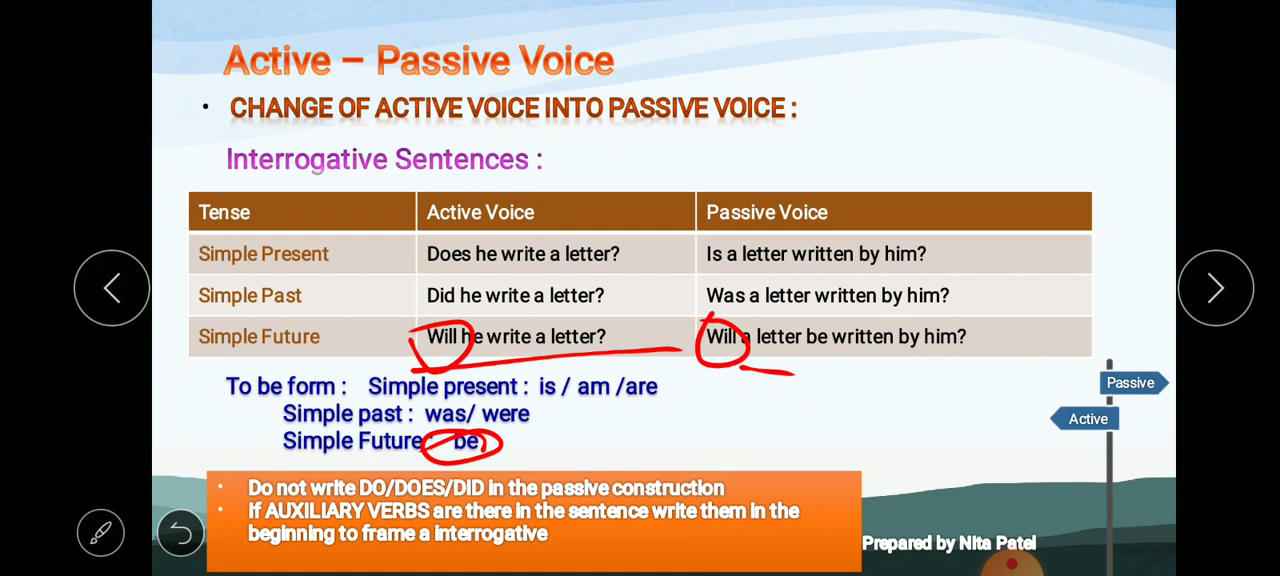 Active – Passive Voice
• CHANGE OF ACTIVE VOICE INTO PASSIVE VOICE :
Interrogative Sentences :
Tense Active Voice Passive Voice
Simple Present Does he write a letter? Is a letter written by him?
Simple Past Did he write a letter? Was a letter written by him?
Simple Future Will he write a letter? Will a letter be written by him?
To be form : Simple present : is / am /are
Simple past : was/ were
Simple Future : be
Passive
Active
• Do not write DO/DOES/DID in the passive construction
• If AUXILIARY VERBS are there in the sentence write them in the
beginning to frame a interrogative
Prepared by Nita Patel